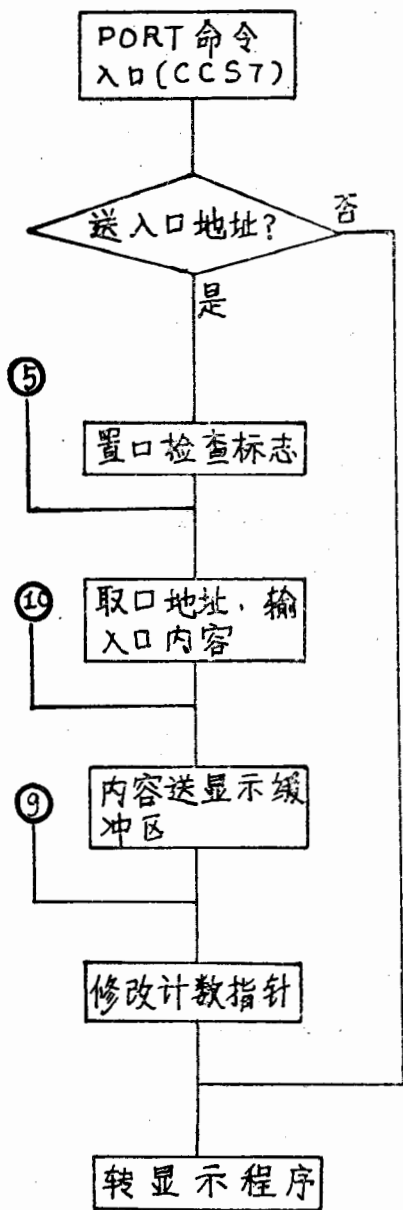 PORT命令
入口(CCS7)
送入口地址?
否
是
⑤
置口检查标志
⑩
取口地址、输
入口内容
⑨
内容送显示缓
冲区
修改计数指针
转显示程序